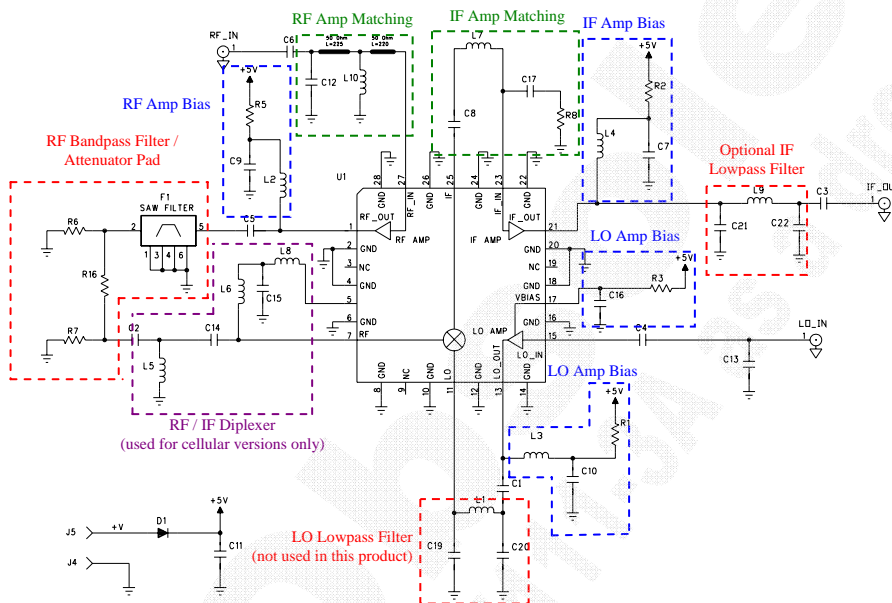 RF Amp Matching
IF Amp Matching
IF Amp Bias
RF_IN
1
C6
50 Ohm
L=225
50 Ohm
L=220
L7
+5V
RF Amp Bias
+5V
R5
C12
L10
C17
R8
C8
R2
L4
C7
C9
L2
RF Bandpass Filter /
Attenuator Pad
Optional IF
Lowpass Filter
U1
28
27
26
25
24
23
22
GND
RF_IN
GND
IF
GND
IF_IN
GND
F1
SAW FILTER
R6
2
5
1 3 4 6
C5
1
RF_OUT
RF AMP
IF_OUT
IF AMP
21
L9
C3
IF_OU
1
C21
C22
LO Amp Bias
2
GND
3
NC
4
GND
5
6
GND
7
RF
20
GND
19
NC
18
GND
VBIAS
17
16
GND
15
LO AMP
LO_IN
LO_OUT
+5V
R3
C16
C4
LO_IN
1
C13
R16
L8
L6
C15
R7
C2
C14
L5
GND
NC
GND
LO
GND
GND
8
9
10
11
12
13
14
RF / IF Diplexer
(used for cellular versions only)
LO Amp Bias
+5V
R1
L3
C10
C1
L1
LO Lowpass Filter
(not used in this product)
C19
C20
J5
+V
D1
+5V
C11
J4